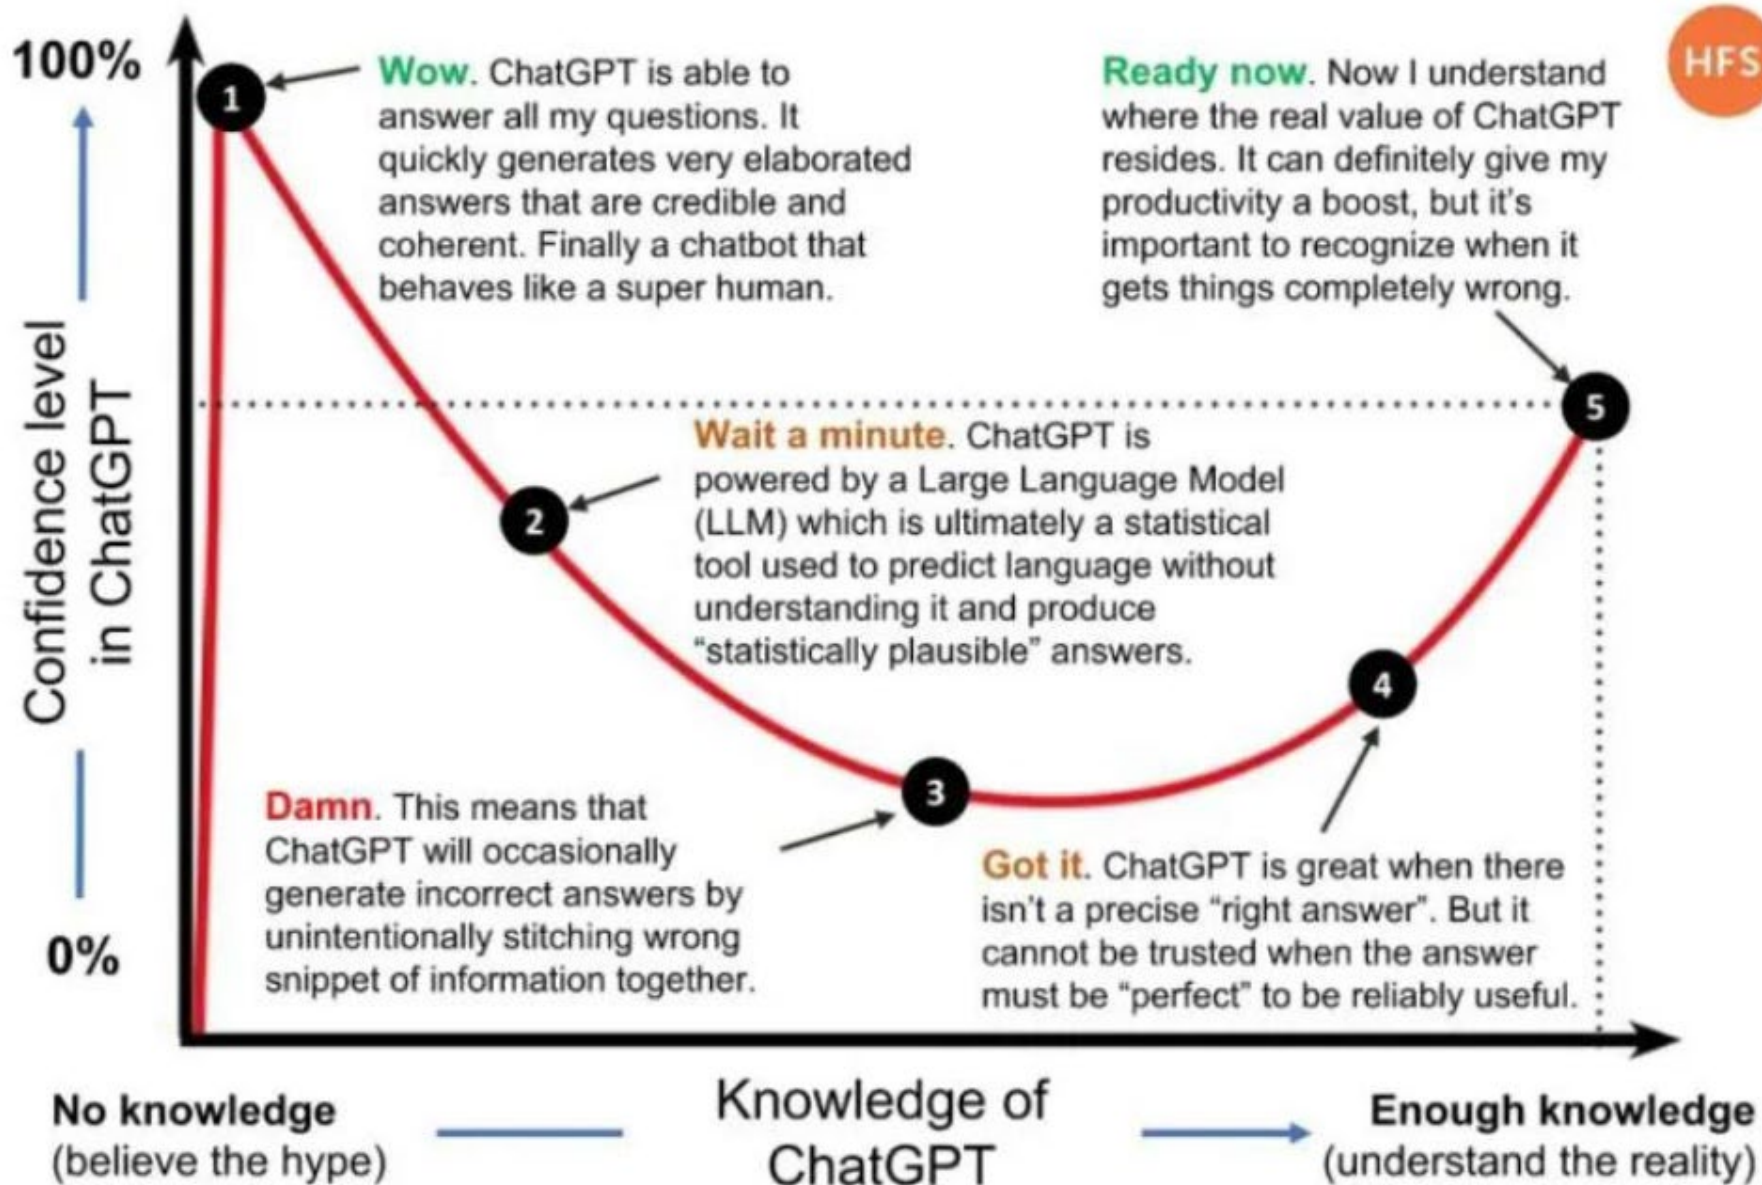 100%
HFS
1
Wow. ChatGPT is able to
answer all my questions. It
quickly generates very elaborated
answers that are credible and
coherent. Finally a chatbot that
behaves like a super human.
Ready now. Now I understand
where the real value of ChatGPT
resides. It can definitely give my
productivity a boost, but it's
important to recognize when it
gets things completely wrong.
5
Confidence level
in ChatGPT
2
Wait a minute. ChatGPT is
powered by a Large Language Model
(LLM) which is ultimately a statistical
tool used to predict language without
understanding it and produce
“statistically plausible” answers.
4
3
Damn. This means that
ChatGPT will occasionally
generate incorrect answers by
unintentionally stitching wrong
snippet of information together.
Got it. ChatGPT is great when there
isn't a precise “right answer”. But it
cannot be trusted when the answer
must be “perfect” to be reliably useful.
0%
No knowledge
(believe the hype)
Knowledge of
ChatGPT
Enough knowledge
(understand the reality)